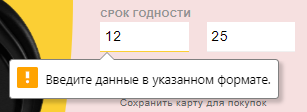 СРОК ГОДНОСТИ
12 25
Введите данные в указанном формате.
Сохранить карту для покупок